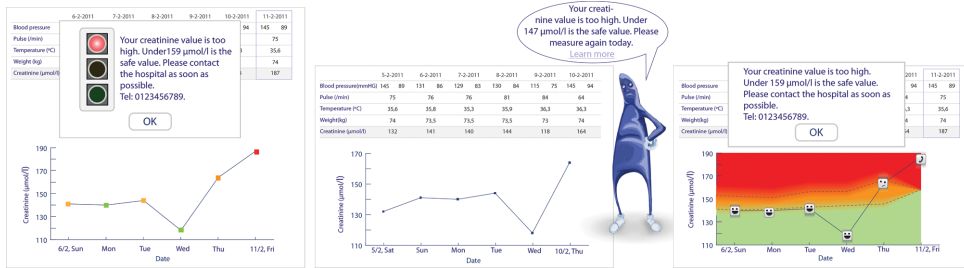 6-2-2011 7-2-2011 8-2-2011 9-2-2011 10-2-2011 11-2-2011
Blood pressure 94 145 89
Pulse (/min) 75
Temperature (ºC) 35,6
Weight (kg) 74
Creatinine (µmol/l) 187
Your creatinine value is too
high. Under159 µmol/l is the
safe value. Please contact
the hospital as soon as
possible.
Tel: 0123456789.
OK
190
170
150
130
110
Creatinine (µmol/l)
6/2, Sun Mon Tue Wed Thu 11/2, Fri
Date
Your creati-
nine value is too high. Under
147 µmol/l is the safe value. Please
measure again today.
Learn more
5-2-2011 6-2-2011 7-2-2011 8-2-2011 9-2-2011 10-2-2011
Blood pressure(mmHG) 145 89 131 86 129 83 130 84 115 75 145 94
Pulse (/min) 75 76 76 81 84 64
Temperature (ºC) 35,6 35,8 36,3 35,9 36,3 36,3
Weight(kg) 74 73,5 73,5 73,5 73 74
Creatinine (µmol/l) 132 141 140 144 118 164
170
150
130
110
Creatinine (µmol/l)
5/2, Sat Sun Mon Tue Wed 10/2, Thu
Date
Your creatinine value is too high.
Under 159 µmol/l is the safe value.
Please contact the hospital as soon as
possible.
Tel: 0123456789.
OK
2011 11-2-2011
Blood pressure 94 145 89
Pulse (/min) 75
Temperature (ºC) ,3 35,6
Weight(kg) 74
Creatinine (µmol/l) 187
190
170
150
130
110
Creatinine (µmol/l)
6/2, Sun Mon Tue Wed Thu 11/2, Fri
Date